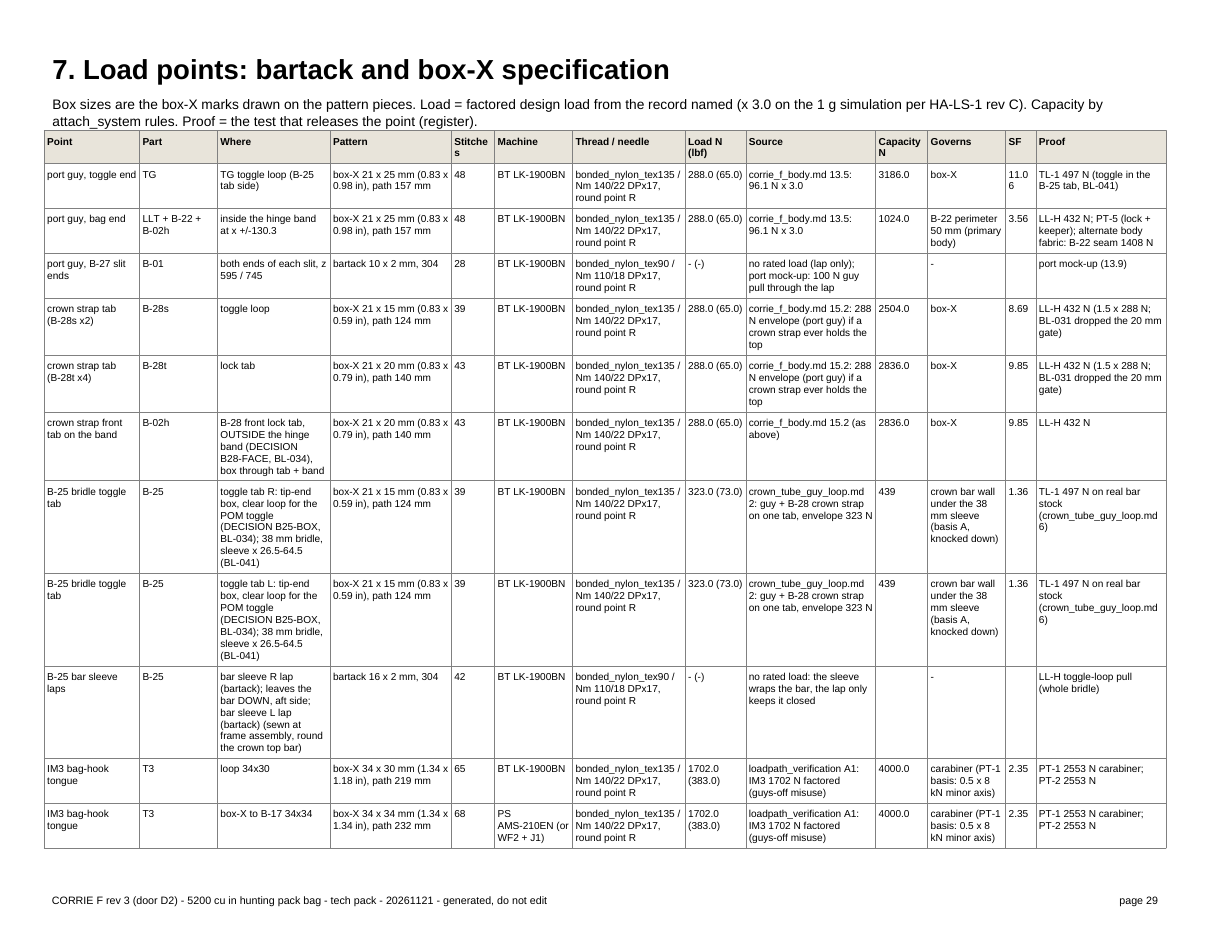 7. Load points: bartack and box-X specification
Box sizes are the box-X marks drawn on the pattern pieces. Load = factored design load from the record named (x 3.0 on the 1 g simulation per HA-LS-1 rev C). Capacity by
attach_system rules. Proof = the test that releases the point (register).
Point Part Where Pattern Stitche Machine Thread / needle Load N Source Capacity Governs SF Proof
s (lbf) N
port guy, toggle end TG TG toggle loop (B-25 box-X 21 x 25 mm (0.83 x 48 BT LK-1900BN bonded_nylon_tex135 / 288.0 (65.0) corrie_f_body.md 13.5: 3186.0 box-X 11.0 TL-1 497 N (toggle in the
tab side) 0.98 in), path 157 mm Nm 140/22 DPx17, 96.1 N x 3.0 6 B-25 tab, BL-041)
round point R
port guy, bag end LLT + B-22 + inside the hinge band box-X 21 x 25 mm (0.83 x 48 BT LK-1900BN bonded_nylon_tex135 / 288.0 (65.0) corrie_f_body.md 13.5: 1024.0 B-22 perimeter 3.56 LL-H 432 N; PT-5 (lock +
B-02h at x +/-130.3 0.98 in), path 157 mm Nm 140/22 DPx17, 96.1 N x 3.0 50 mm (primary keeper); alternate body
round point R body) fabric: B-22 seam 1408 N
port guy, B-27 slit B-01 both ends of each slit, z bartack 10 x 2 mm, 304 28 BT LK-1900BN bonded_nylon_tex90 / - (-) no rated load (lap only); - port mock-up (13.9)
ends 595 / 745 Nm 110/18 DPx17, port mock-up: 100 N guy
round point R pull through the lap
crown strap tab B-28s toggle loop box-X 21 x 15 mm (0.83 x 39 BT LK-1900BN bonded_nylon_tex135 / 288.0 (65.0) corrie_f_body.md 15.2: 288 2504.0 box-X 8.69 LL-H 432 N (1.5 x 288 N;
(B-28s x2) 0.59 in), path 124 mm Nm 140/22 DPx17, N envelope (port guy) if a BL-031 dropped the 20 mm
round point R crown strap ever holds the gate)
top
crown strap tab B-28t lock tab box-X 21 x 20 mm (0.83 x 43 BT LK-1900BN bonded_nylon_tex135 / 288.0 (65.0) corrie_f_body.md 15.2: 288 2836.0 box-X 9.85 LL-H 432 N (1.5 x 288 N;
(B-28t x4) 0.79 in), path 140 mm Nm 140/22 DPx17, N envelope (port guy) if a BL-031 dropped the 20 mm
round point R crown strap ever holds the gate)
top
crown strap front B-02h B-28 front lock tab, box-X 21 x 20 mm (0.83 x 43 BT LK-1900BN bonded_nylon_tex135 / 288.0 (65.0) corrie_f_body.md 15.2 (as 2836.0 box-X 9.85 LL-H 432 N
tab on the band OUTSIDE the hinge 0.79 in), path 140 mm Nm 140/22 DPx17, above)
band (DECISION round point R
B28-FACE, BL-034),
box through tab + band
B-25 bridle toggle B-25 toggle tab R: tip-end box-X 21 x 15 mm (0.83 x 39 BT LK-1900BN bonded_nylon_tex135 / 323.0 (73.0) crown_tube_guy_loop.md 439 crown bar wall 1.36 TL-1 497 N on real bar
tab box, clear loop for the 0.59 in), path 124 mm Nm 140/22 DPx17, 2: guy + B-28 crown strap under the 38 stock
POM toggle round point R on one tab, envelope 323 N mm sleeve (crown_tube_guy_loop.md
(DECISION B25-BOX, (basis A, 6)
BL-034); 38 mm bridle, knocked down)
sleeve x 26.5-64.5
(BL-041)
B-25 bridle toggle B-25 toggle tab L: tip-end box-X 21 x 15 mm (0.83 x 39 BT LK-1900BN bonded_nylon_tex135 / 323.0 (73.0) crown_tube_guy_loop.md 439 crown bar wall 1.36 TL-1 497 N on real bar
tab box, clear loop for the 0.59 in), path 124 mm Nm 140/22 DPx17, 2: guy + B-28 crown strap under the 38 stock
POM toggle round point R on one tab, envelope 323 N mm sleeve (crown_tube_guy_loop.md
(DECISION B25-BOX, (basis A, 6)
BL-034); 38 mm bridle, knocked down)
sleeve x 26.5-64.5
(BL-041)
B-25 bar sleeve B-25 bar sleeve R lap bartack 16 x 2 mm, 304 42 BT LK-1900BN bonded_nylon_tex90 / - (-) no rated load: the sleeve - LL-H toggle-loop pull
laps (bartack); leaves the Nm 110/18 DPx17, wraps the bar, the lap only (whole bridle)
bar DOWN, aft side; round point R keeps it closed
bar sleeve L lap
(bartack) (sewn at
frame assembly, round
the crown top bar)
IM3 bag-hook T3 loop 34x30 box-X 34 x 30 mm (1.34 x 65 BT LK-1900BN bonded_nylon_tex135 / 1702.0 loadpath_verification A1: 4000.0 carabiner (PT-1 2.35 PT-1 2553 N carabiner;
tongue 1.18 in), path 219 mm Nm 140/22 DPx17, (383.0) IM3 1702 N factored basis: 0.5 x 8 PT-2 2553 N
round point R (guys-off misuse) kN minor axis)
IM3 bag-hook T3 box-X to B-17 34x34 box-X 34 x 34 mm (1.34 x 68 PS bonded_nylon_tex135 / 1702.0 loadpath_verification A1: 4000.0 carabiner (PT-1 2.35 PT-1 2553 N carabiner;
tongue 1.34 in), path 232 mm AMS-210EN (or Nm 140/22 DPx17, (383.0) IM3 1702 N factored basis: 0.5 x 8 PT-2 2553 N
WF2 + J1) round point R (guys-off misuse) kN minor axis)
CORRIE F rev 3 (door D2) - 5200 cu in hunting pack bag - tech pack - 20261121 - generated, do not edit page 29